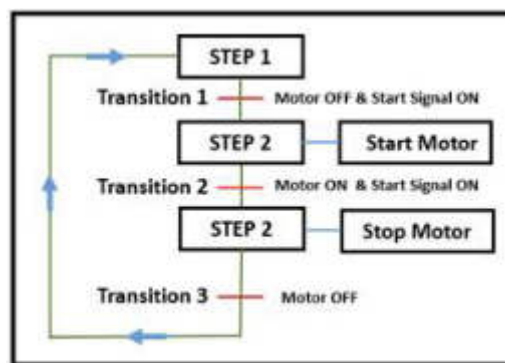 STEP 1
Transition 1 Motor OFF & Start Signal ON
STEP 2 Start Motor
Transition 2 Motor ON & Start Signal ON
STEP 2 Stop Motor
Transition 3 Motor OFF